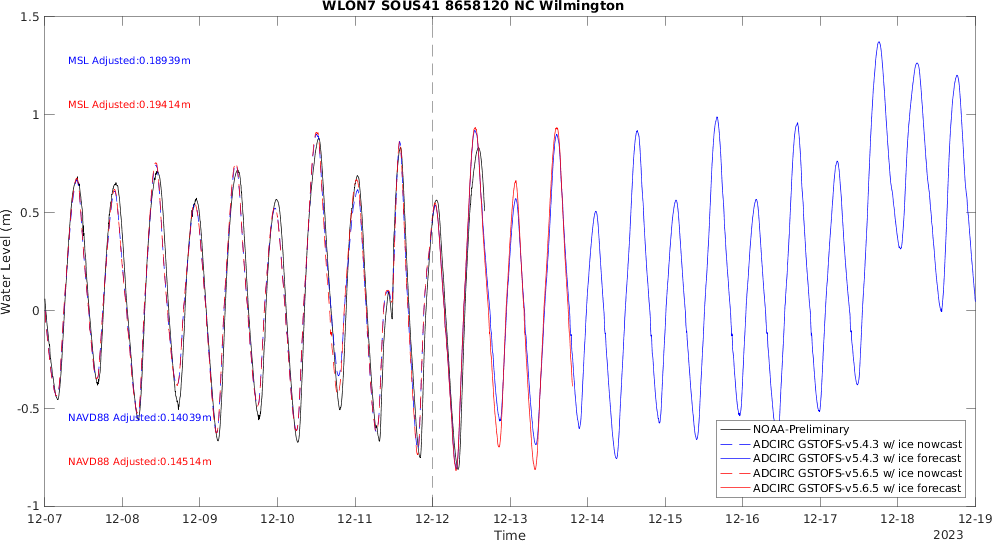 WLON7 SOUS41 8658120 NC Wilmington
MSL Adjusted:0.18939m
MSL Adjusted:0.19414m
NAVD88 Adjusted:0.14039m
NAVD88 Adjusted:0.14514m
Water Level (m)
1.5
1
0.5
0
-0.5
-1
NOAA-Preliminary
ADCIRC GSTOFS-v5.4.3 w/ ice nowcast
ADCIRC GSTOFS-v5.4.3 w/ ice forecast
ADCIRC GSTOFS-v5.6.5 w/ ice nowcast
ADCIRC GSTOFS-v5.6.5 w/ ice forecast
12-07 12-08 12-09 12-10 12-11 12-12 12-13 12-14 12-15 12-16 12-17 12-18 12-19
Time
2023